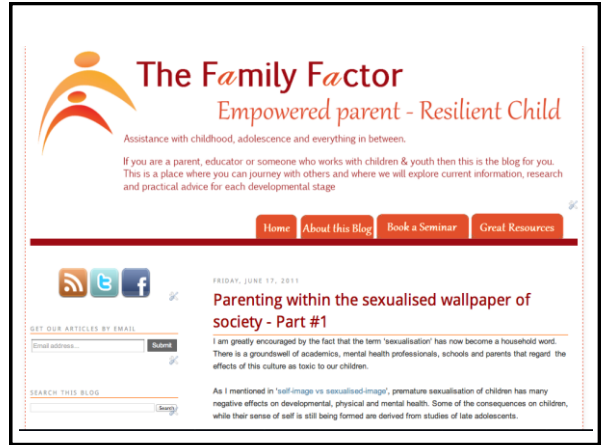 The Family Factor
Empowered parent - Resilient Child
Assistance with childhood, adolescence and everything in between.
If you are a parent, educator or someone who works with children & youth then this is the blog for you.
This is a place where you can journey with others and where we will explore current information, research
and practical advice for each developmental stage
Home
About this Blog
Book a Seminar
Great Resources
GET OUR ARTICLES BY EMAIL
Email address...
Submit
SEARCH THIS BLOG
Search
FRIDAY, JUNE 17, 2011
Parenting within the sexualised wallpaper of
society - Part #1
I am greatly encouraged by the fact that the term 'sexualisation' has now become a household word.
There is a groundswell of academics, mental health professionals, schools and parents that regard the
effects of this culture as toxic to our children.
As I mentioned in 'self-image vs sexualised-image', premature sexualisation of children has many
negative effects on developmental, physical and mental health. Some of the consequences on children,
while their sense of self is still being formed are derived from studies of late adolescents.